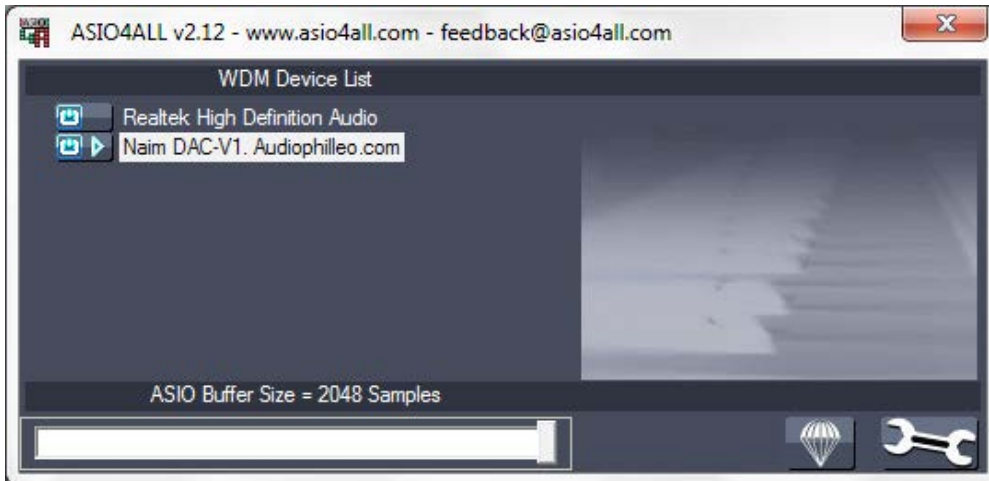 ASIO4ALL v2.12 - www.asio4all.com - feedback@asio4all.com
WDM Device List
Realtek High Definition Audio
Naim DAC-V1. Audiophilleo.com
ASIO Buffer Size = 2048 Samples